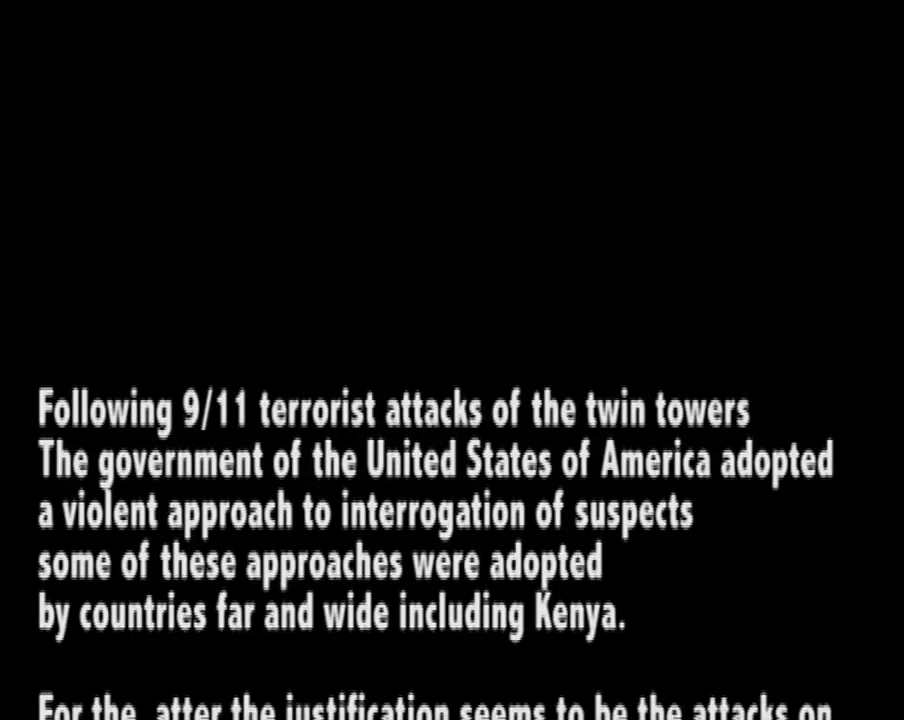 Following 9/11 terrorist attacks of the twin towers
The government of the United States of America adopted
a violent approach to interrogation of suspects
some of these approaches were adopted
by countries far and wide including Kenya.
For the atter the justification seems to be the attacks on